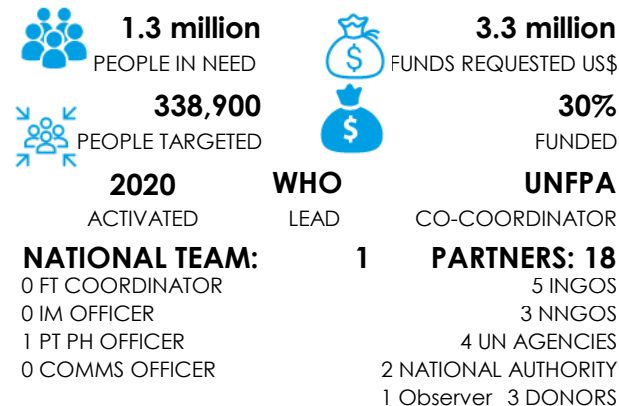 1.3 million 3.3 million
PEOPLE IN NEED FUNDS REQUESTED US$
$
338,900 30%
PEOPLE TARGETED $ FUNDED
2020 WHO UNFPA
ACTIVATED LEAD CO-COORDINATOR
NATIONAL TEAM: 1 PARTNERS: 18
0 FT COORDINATOR 5 INGOS
0 IM OFFICER 3 NNGOS
1 PT PH OFFICER 4 UN AGENCIES
0 COMMS OFFICER 2 NATIONAL AUTHORITY
1 Observer 3 DONORS